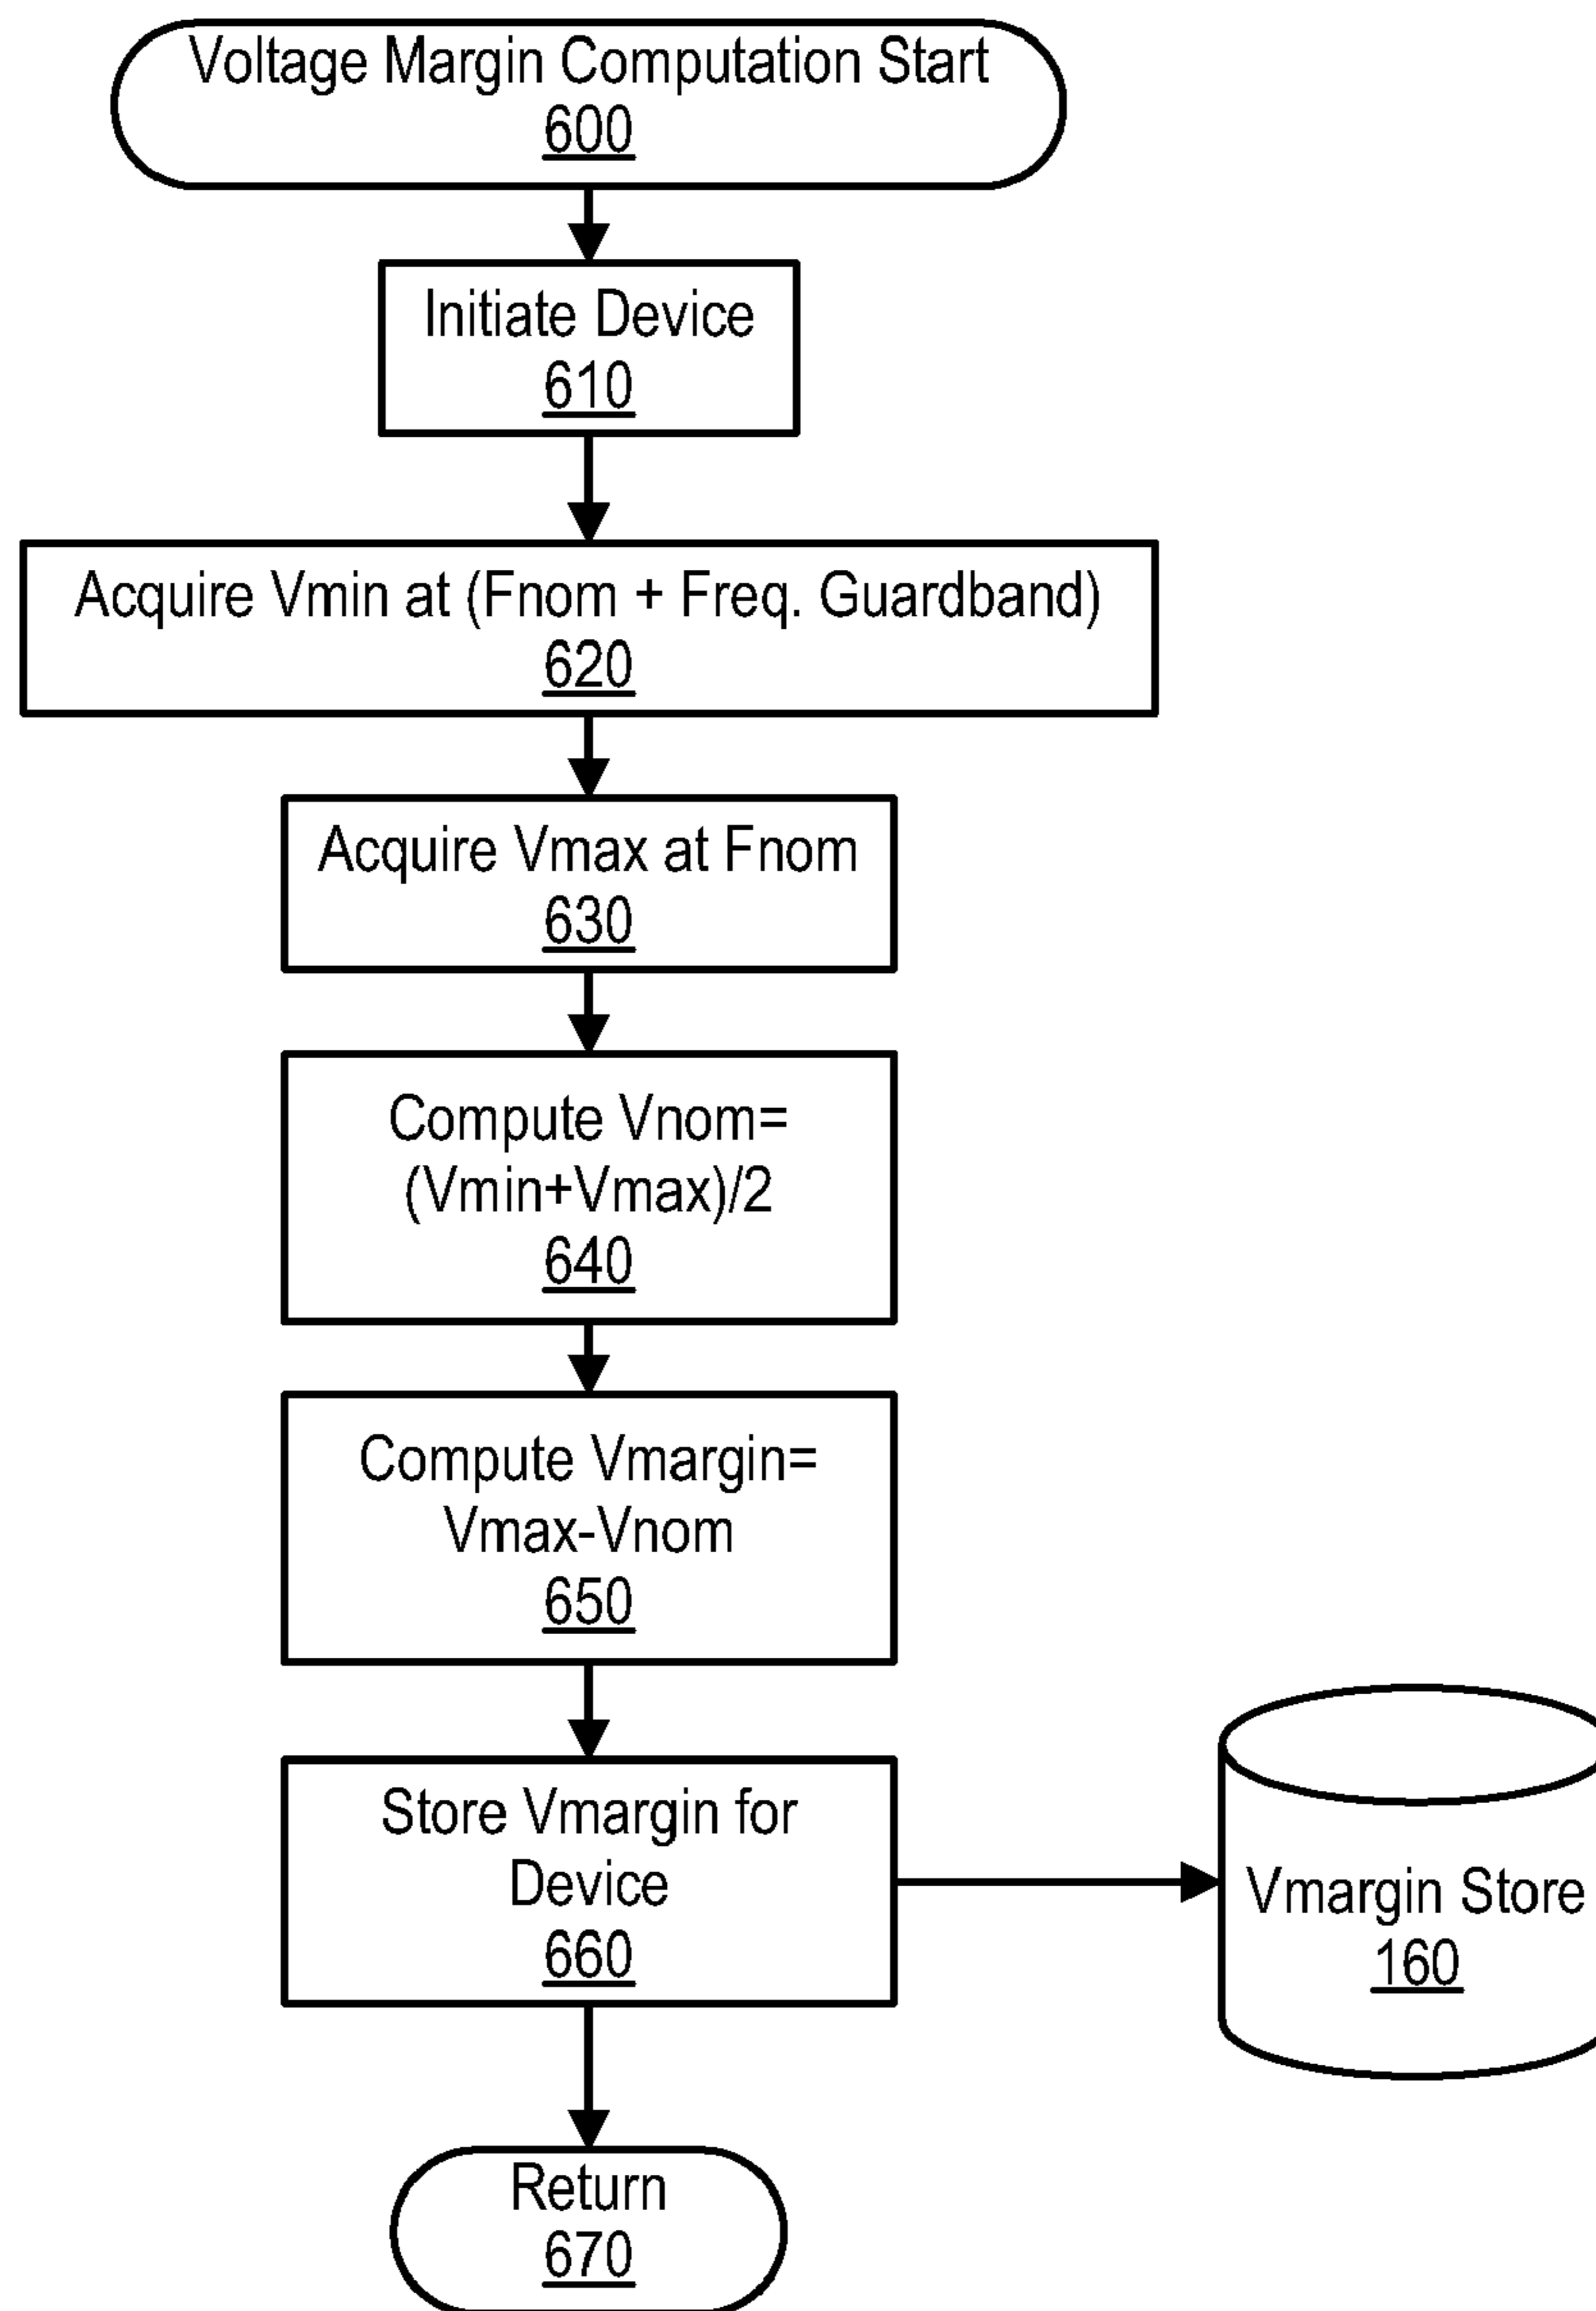 Voltage Margin Computation Start
600
Initiate Device
610
Acquire Vmin at (Fnom + Freq. Guardband)
620
Acquire Vmax at Fnom
630
Compute Vnom=
(Vmin+Vmax)/2
640
Compute Vmargin=
Vmax-Vnom
650
Store Vmargin for
Device
660
Vmargin Store
160
Return
670